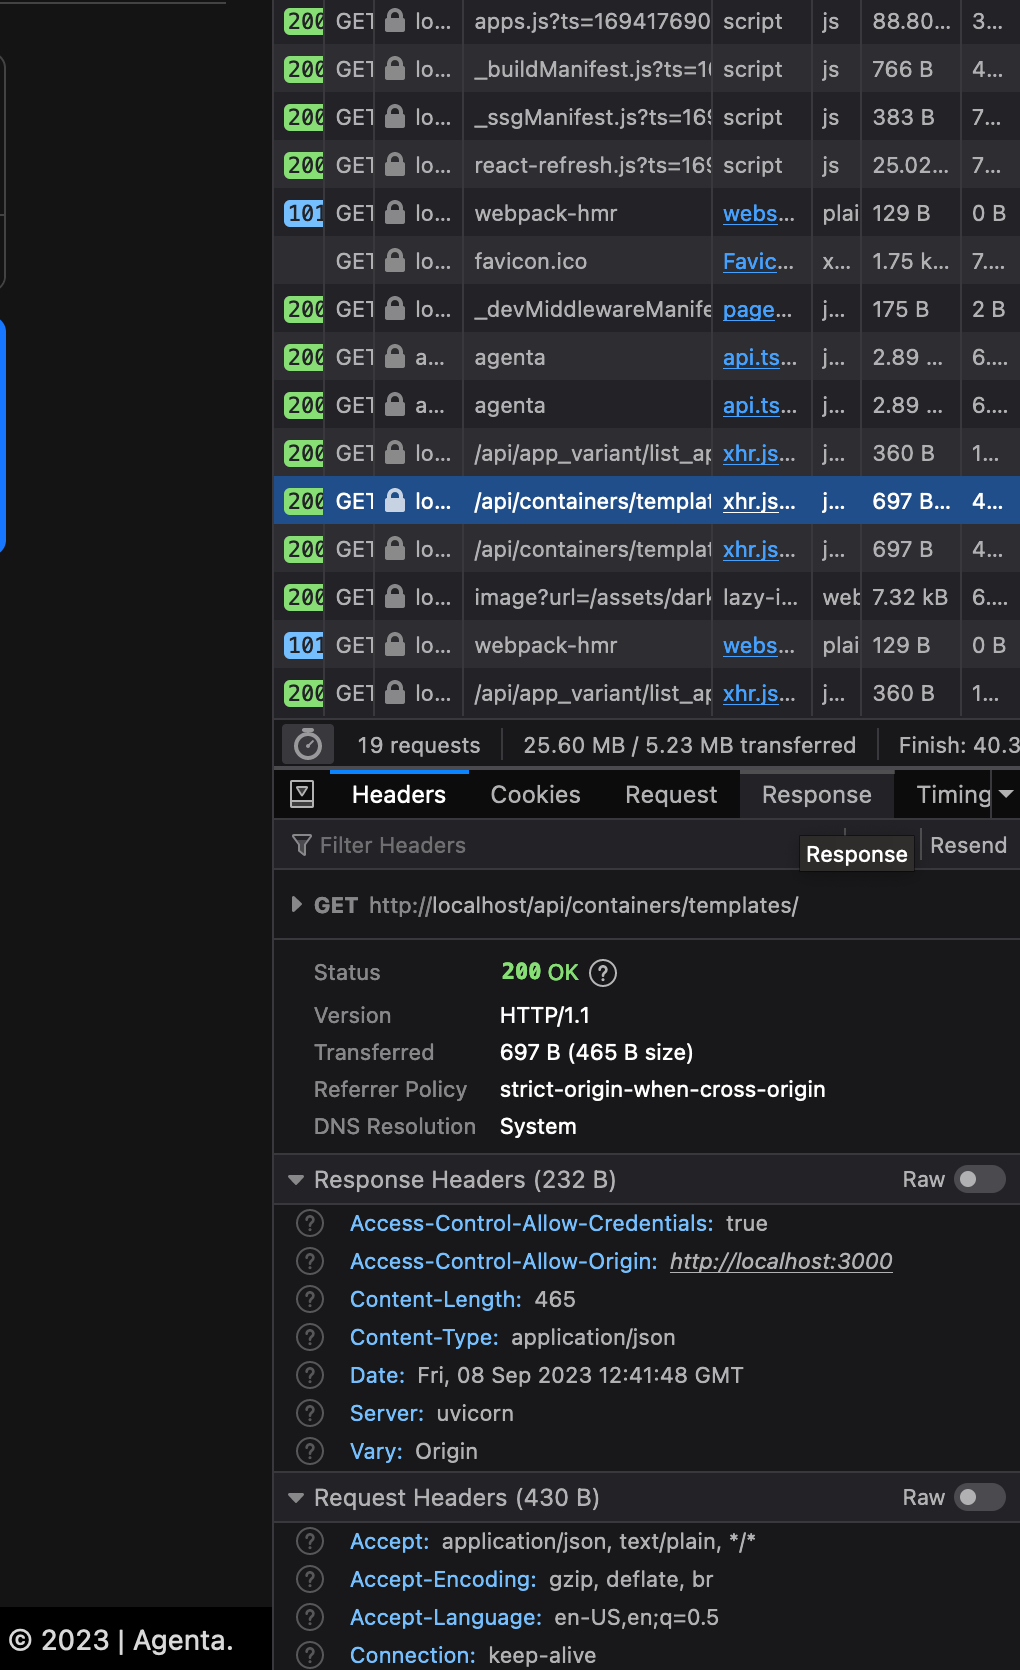 200 GET lo... apps.js?ts=169417690 script js 88.80... 3...
200 GET lo... _buildManifest.js?ts=1 script js 766 B 4...
200 GET lo... _ssgManifest.js?ts=169 script js 383 B 7...
200 GET lo... react-refresh.js?ts=169 script js 25.02... 7...
101 GET lo... webpack-hmr webs... plai 129 B 0 B
GET lo... favicon.ico Favic... x... 1.75 k... 7....
200 GET lo... _devMiddlewareManife page... j... 175 B 2 B
200 GET a... agenta api.ts... j... 2.89 ... 6....
200 GET a... agenta api.ts... j... 2.89 ... 6....
200 GET lo... /api/app_variant/list_ap xhr.js... j... 360 B 1...
200 GET lo... /api/containers/templat xhr.js... j... 697 B... 4...
200 GET lo... /api/containers/templat xhr.js... j... 697 B 4...
200 GET lo... image?url=/assets/dark lazy-i... web 7.32 kB 6....
101 GET lo... webpack-hmr webs... plai 129 B 0 B
200 GET lo... /api/app_variant/list_ap xhr.js... j... 360 B 1...
19 requests 25.60 MB / 5.23 MB transferred Finish: 40.3
Headers Cookies Request Response Timing
Filter Headers Resend
Response
GET http://localhost/api/containers/templates/
Status 200 OK ?
Version HTTP/1.1
Transferred 697 B (465 B size)
Referrer Policy strict-origin-when-cross-origin
DNS Resolution System
Response Headers (232 B) Raw
? Access-Control-Allow-Credentials: true
? Access-Control-Allow-Origin: http://localhost:3000
? Content-Length: 465
? Content-Type: application/json
? Date: Fri, 08 Sep 2023 12:41:48 GMT
? Server: uvicorn
? Vary: Origin
Request Headers (430 B) Raw
? Accept: application/json, text/plain, */*
? Accept-Encoding: gzip, deflate, br
? Accept-Language: en-US,en;q=0.5
? Connection: keep-alive
© 2023 | Agenta.